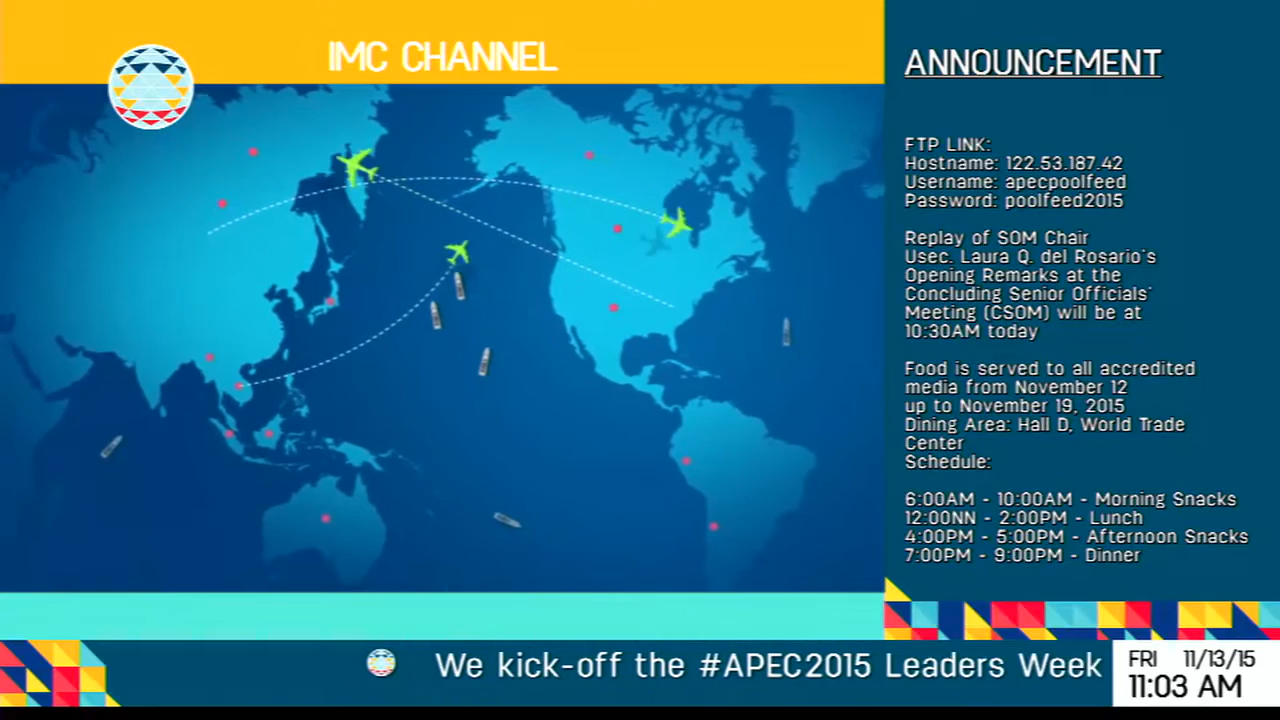 IMC CHANNEL
ANNOUNCEMENT
FTP LINK:
Hostname: 122.53.187.42
Username: apecpoolfeed
Password: poolfeed2015
Replay of SOM Chair
Usec. Laura Q. del Rosario's
Opening Remarks at the
Concluding Senior Officials'
Meeting (CSOM) will be at
10:30AM today
Food is served to all accredited
media from November 12
up to November 19, 2015
Dining Area: Hall D, World Trade
Center
Schedule:
6:00AM - 10:00AM - Morning Snacks
12:00NN - 2:00PM - Lunch
4:00PM - 5:00PM - Afternoon Snacks
7:00PM - 9:00PM - Dinner
We kick-off the #APEC2015 Leaders Week
FRI 11/13/15
11:03 AM